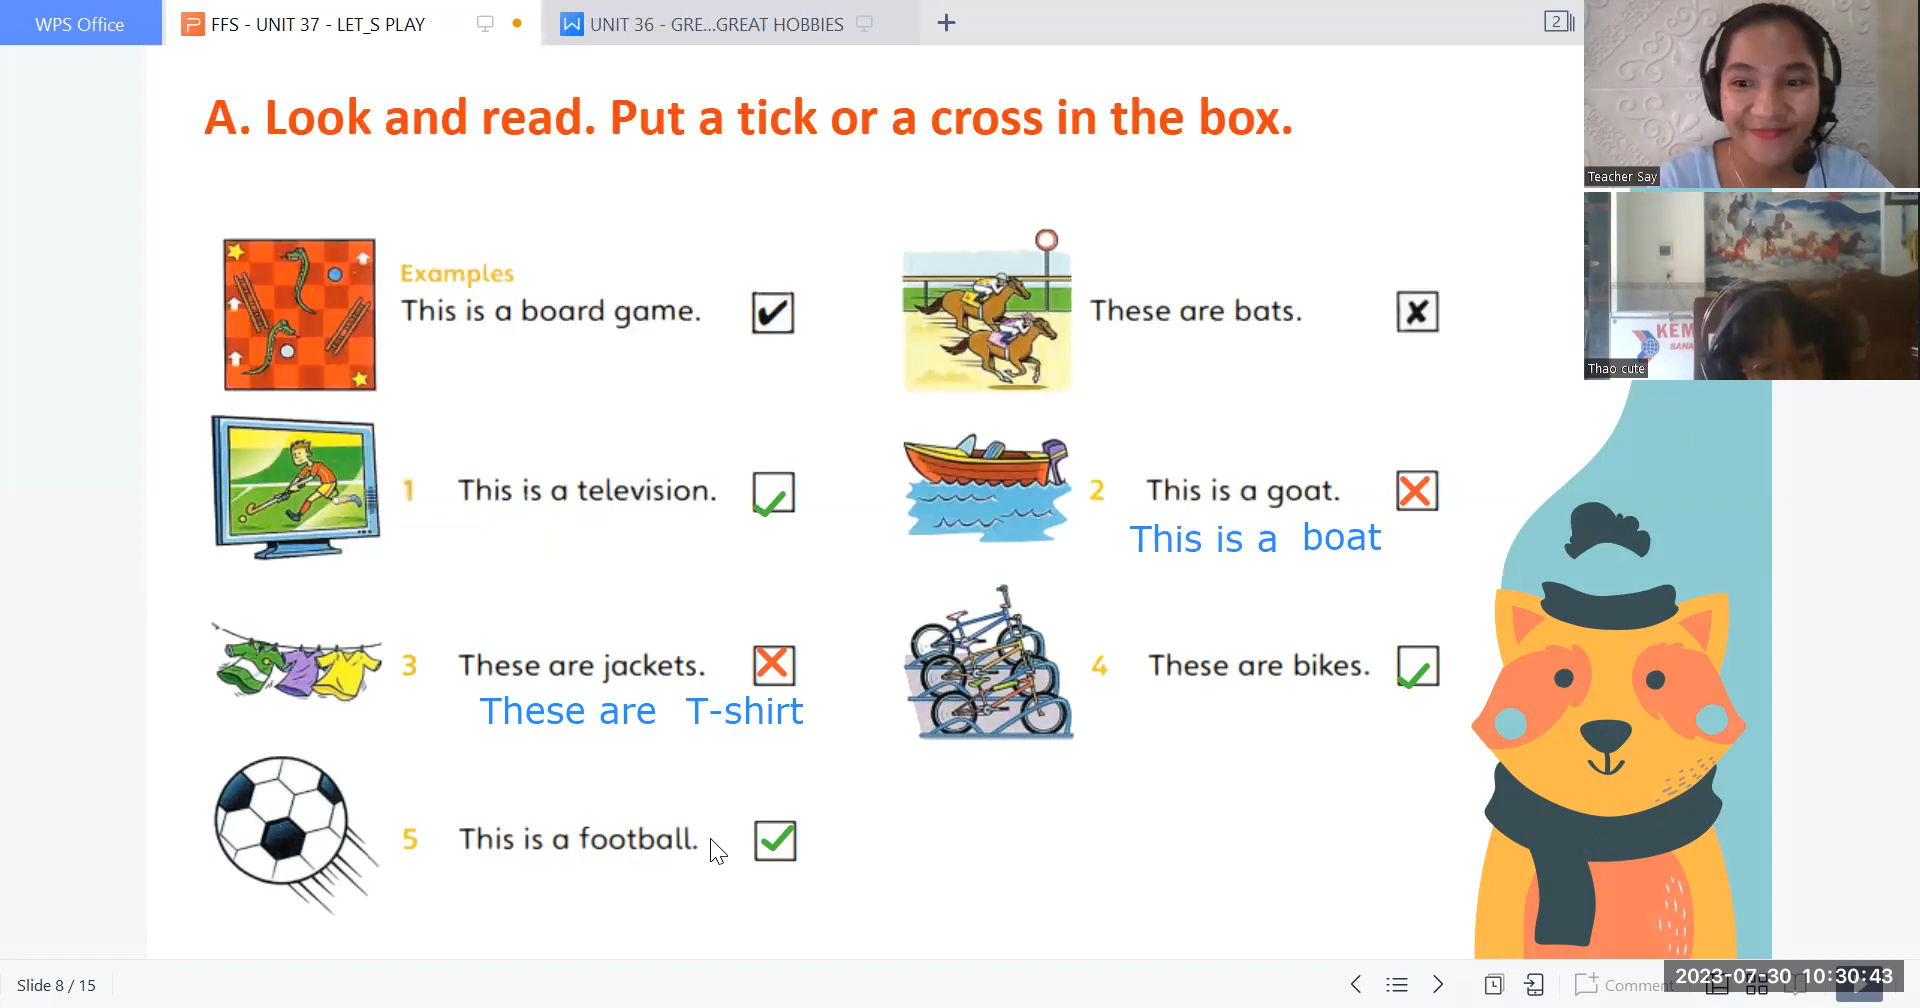 WPS Office
FFS - UNIT 37 - LET_S PLAY
UNIT 36 - GRE...GREAT HOBBIES
2
A. Look and read. Put a tick or a cross in the box.
Teacher Say
KEM
SANA
Thao cute
Examples
This is a board game.
These are bats.
1 This is a television.
2 This is a goat.
This is a boat
3 These are jackets.
These are T-shirt
4 These are bikes.
5 This is a football.
Slide 8 / 15
Comment
2023-07-30 10:30:43